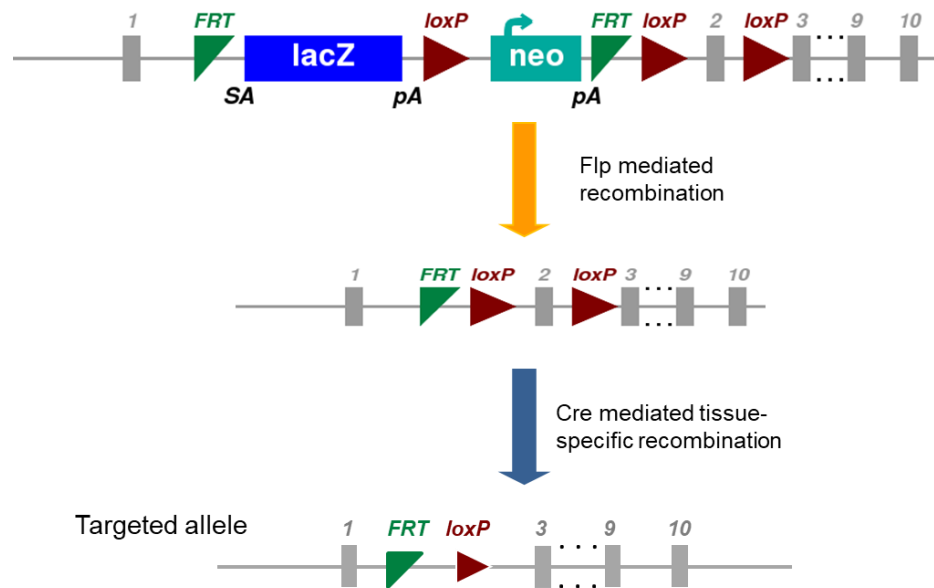 1 FRT loxP FRT loxP loxP 3 9 10
lacZ neo 2
SA pA pA
Flp mediated
recombination
1 FRT loxP 2 loxP 3 9 10
Cre mediated tissue-
specific recombination
Targeted allele
1 FRT loxP 3 9 10